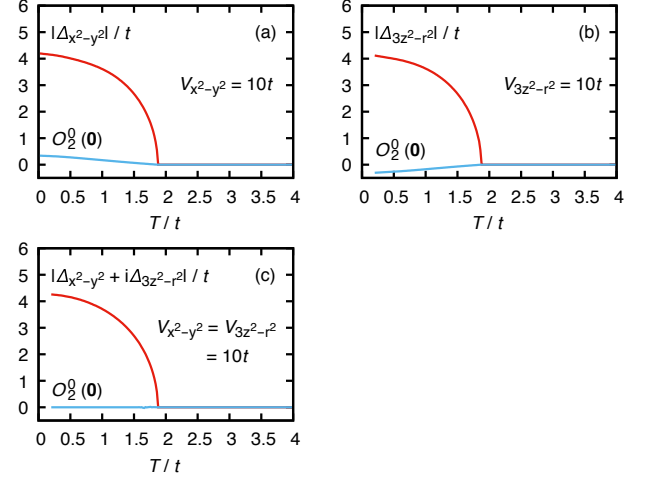 6
5
4
3
2
1
0
|Δx²−y²| / t
(a)
Vx²−y² = 10t
O₂⁰ (0)
0 0.5 1 1.5 2 2.5 3 3.5 4
T / t
6
5
4
3
2
1
0
|Δ3z²−r²| / t
(b)
V3z²−r² = 10t
O₂⁰ (0)
0 0.5 1 1.5 2 2.5 3 3.5 4
T / t
6
5
4
3
2
1
0
|Δx²−y² + iΔ3z²−r²| / t
(c)
Vx²−y² = V3z²−r²
= 10t
O₂⁰ (0)
0 0.5 1 1.5 2 2.5 3 3.5 4
T / t